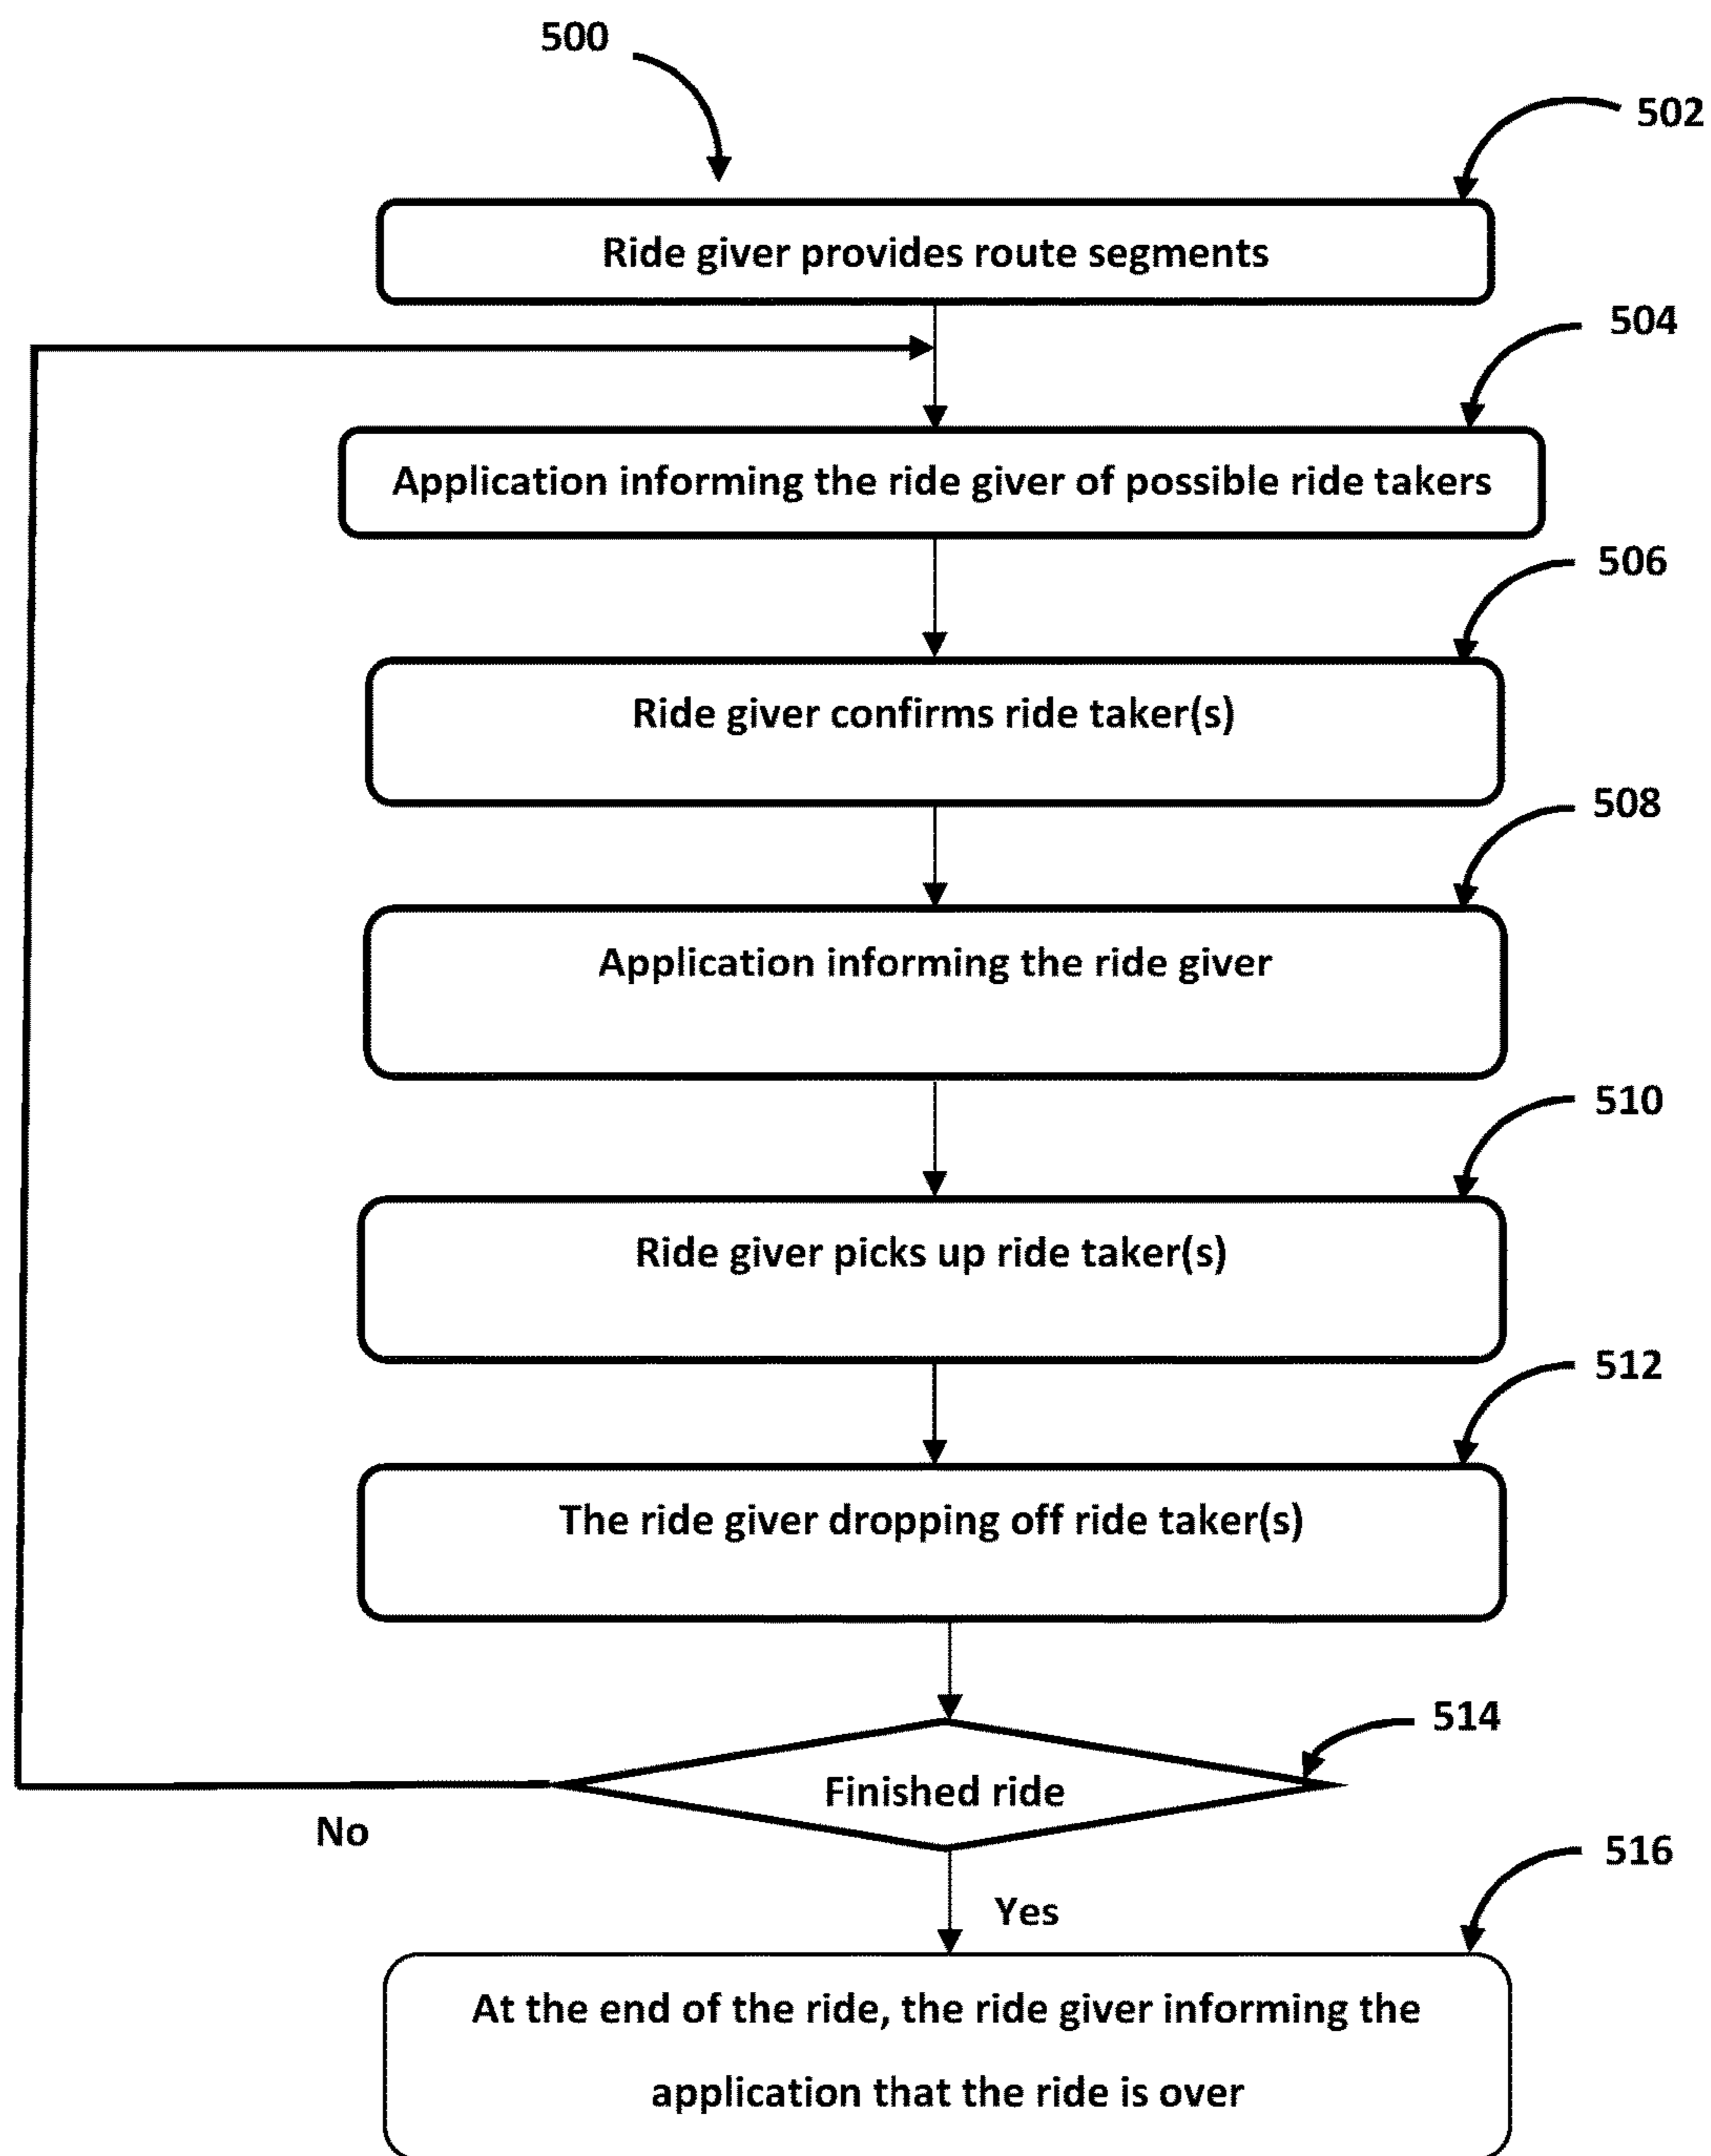 500
502
Ride giver provides route segments
504
Application informing the ride giver of possible ride takers
506
Ride giver confirms ride taker(s)
508
Application informing the ride giver
510
Ride giver picks up ride taker(s)
512
The ride giver dropping off ride taker(s)
514
Finished ride
No
516
Yes
At the end of the ride, the ride giver informing the
application that the ride is over